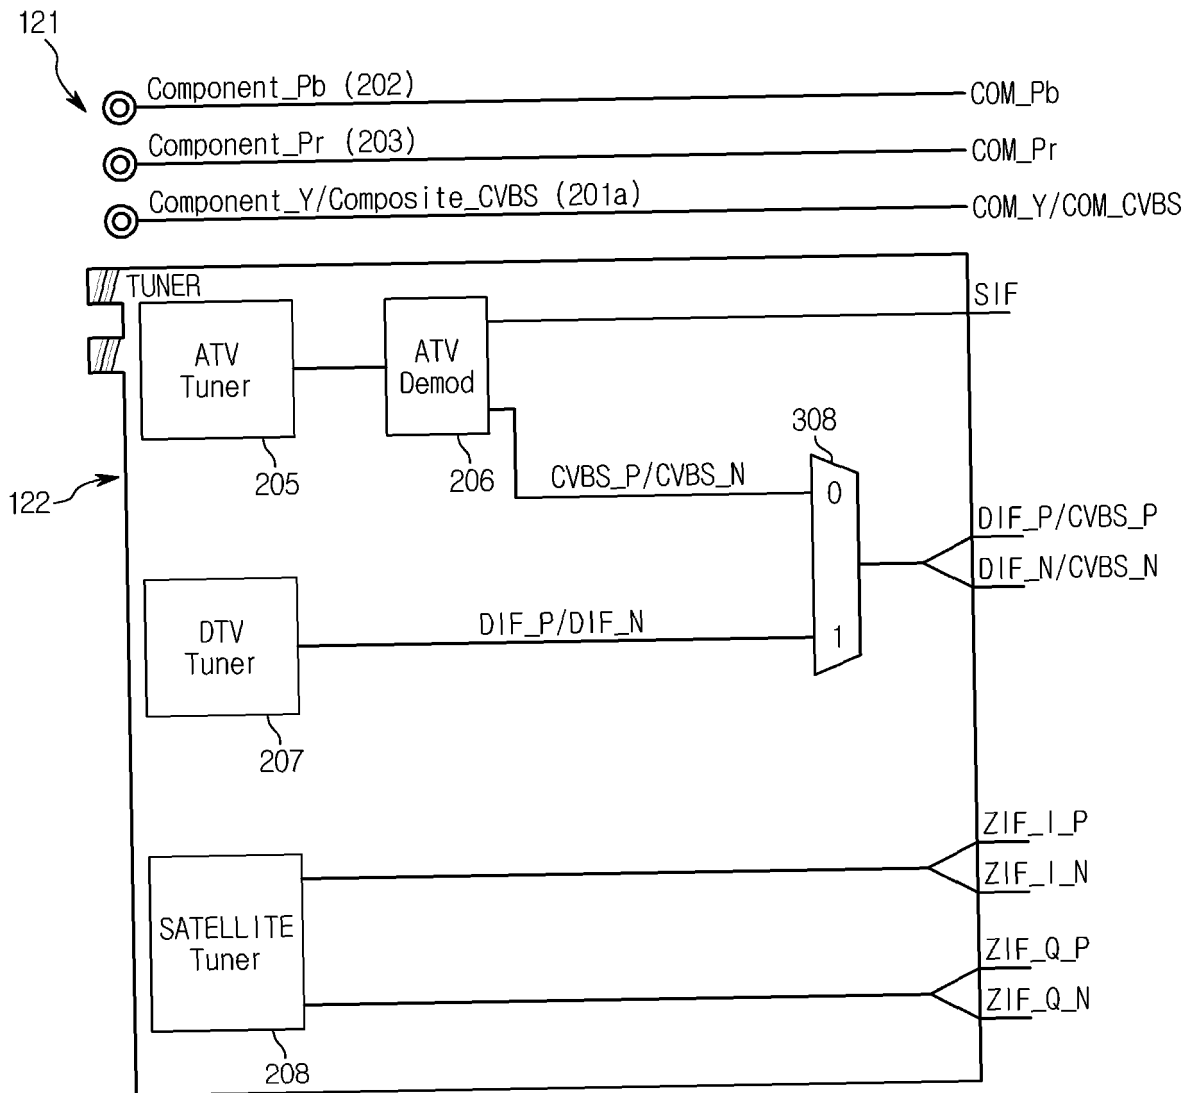 121
Component_Pb (202)
COM_Pb
Component_Pr (203)
COM_Pr
Component_Y/Composite_CVBS (201a)
COM_Y/COM_CVBS
TUNER
SIF
ATV
Tuner
ATV
Demod
205
206
308
122
CVBS_P/CVBS_N
0
DIF_P/CVBS_P
DIF_N/CVBS_N
DTV
Tuner
DIF_P/DIF_N
1
207
ZIF_I_P
ZIF_I_N
SATELLITE
Tuner
ZIF_Q_P
ZIF_Q_N
208